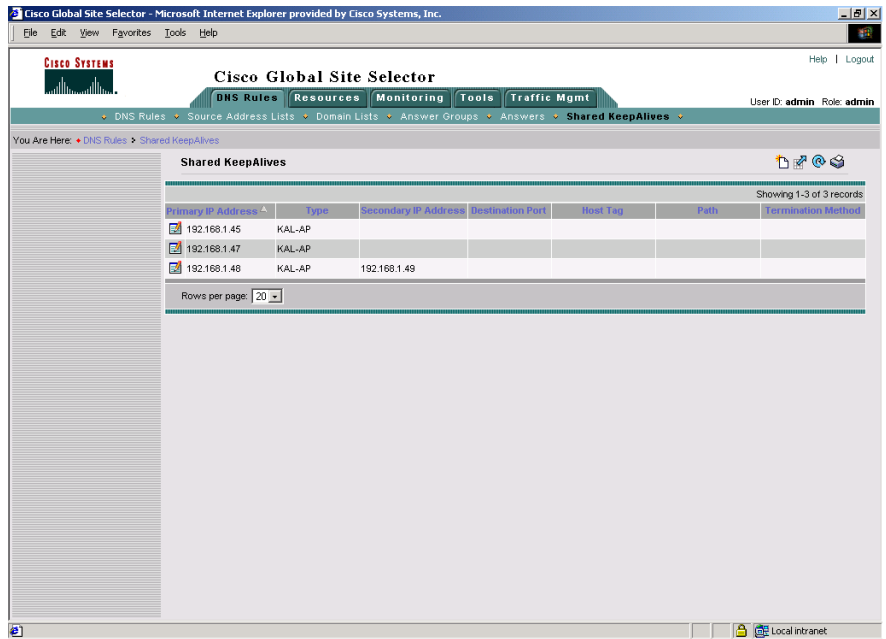 Cisco Global Site Selector - Microsoft Internet Explorer provided by Cisco Systems, Inc.
File Edit View Favorites Tools Help
CISCO SYSTEMS
Help | Logout
Cisco Global Site Selector
DNS Rules Resources Monitoring Tools Traffic Mgmt
User ID: admin Role: admin
DNS Rules Source Address Lists Domain Lists Answer Groups Answers Shared KeepAlives
You Are Here: DNS Rules > Shared KeepAlives
Shared KeepAlives
Showing 1-3 of 3 records
Primary IP Address Type Secondary IP Address Destination Port Host Tag Path Termination Method
192.168.1.45 KAL-AP
192.168.1.47 KAL-AP
192.168.1.48 KAL-AP 192.168.1.49
Rows per page: 20
Local intranet